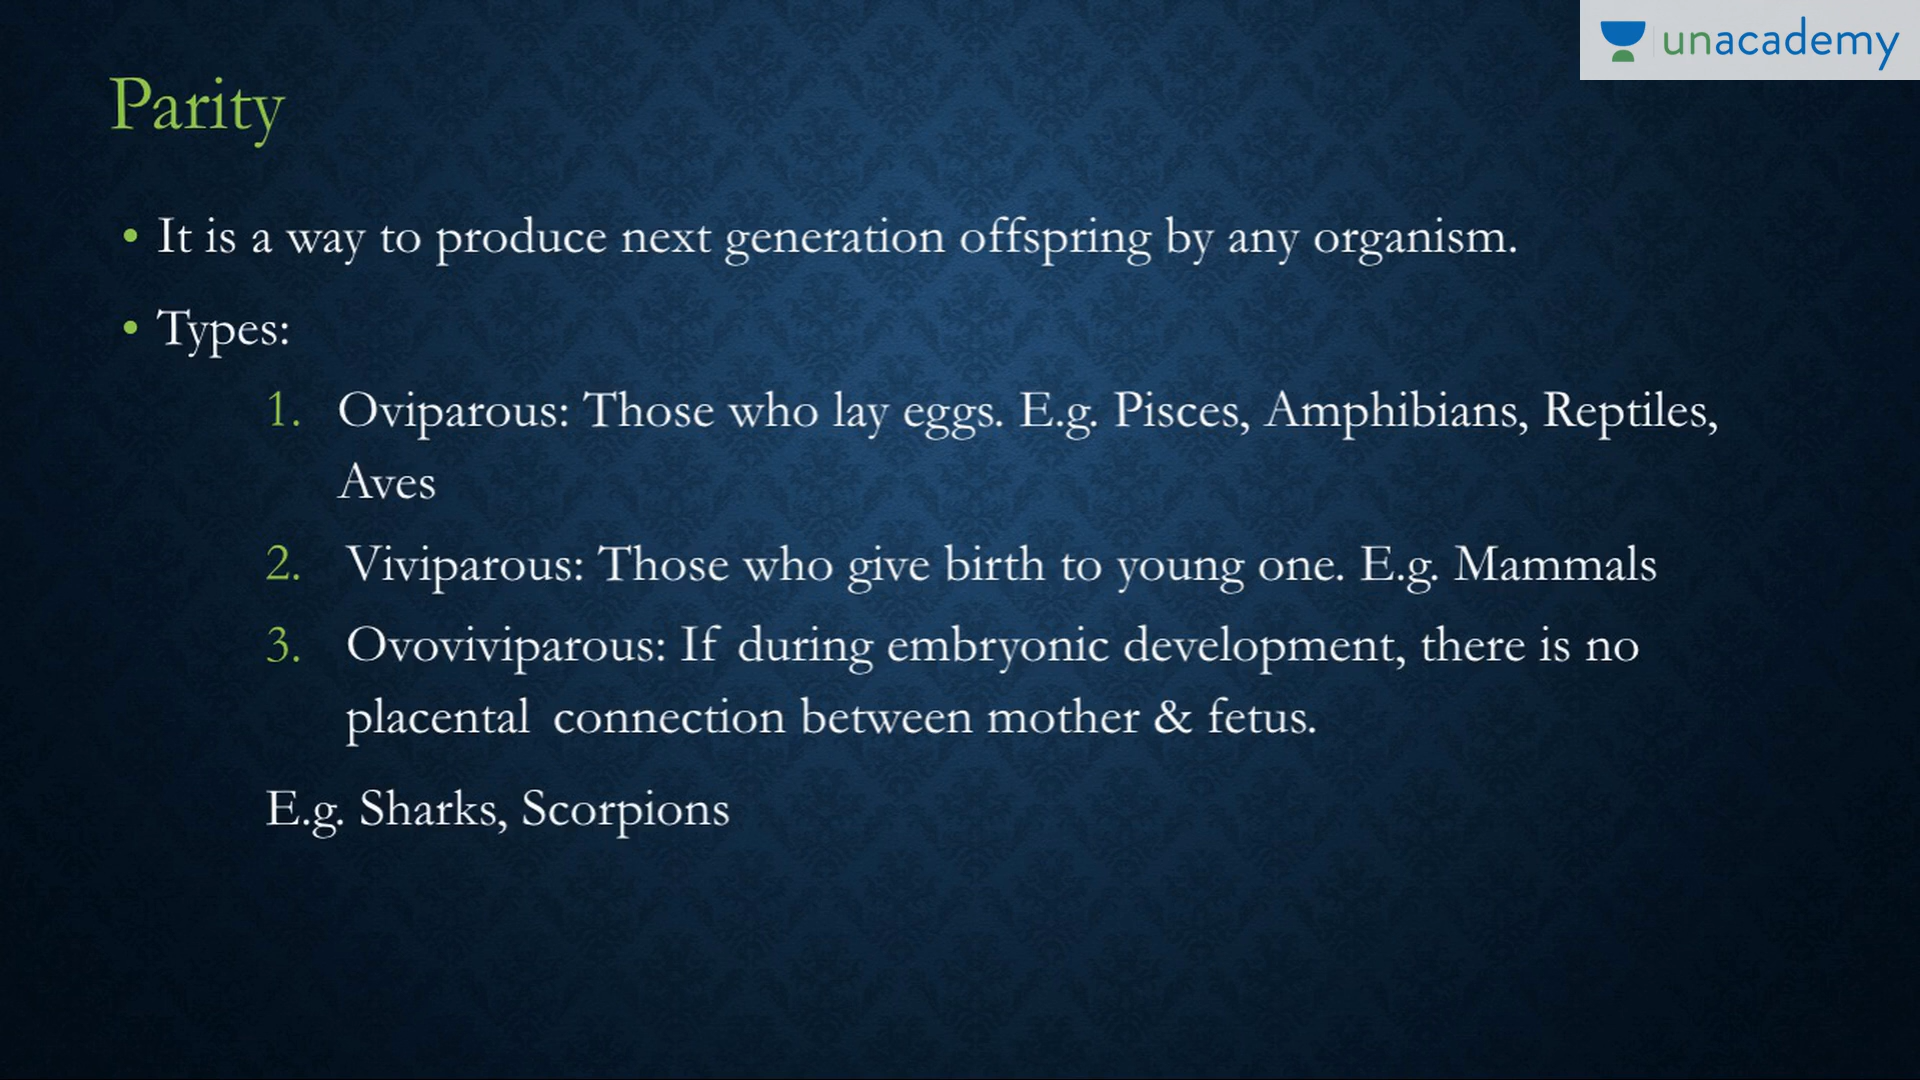 unacademy
Parity
• It is a way to produce next generation offspring by any organism.
• Types:
1. Oviparous: Those who lay eggs. E.g. Pisces, Amphibians, Reptiles,
Aves
2. Viviparous: Those who give birth to young one. E.g. Mammals
3. Ovoviviparous: If during embryonic development, there is no
placental connection between mother & fetus.
E.g. Sharks, Scorpions